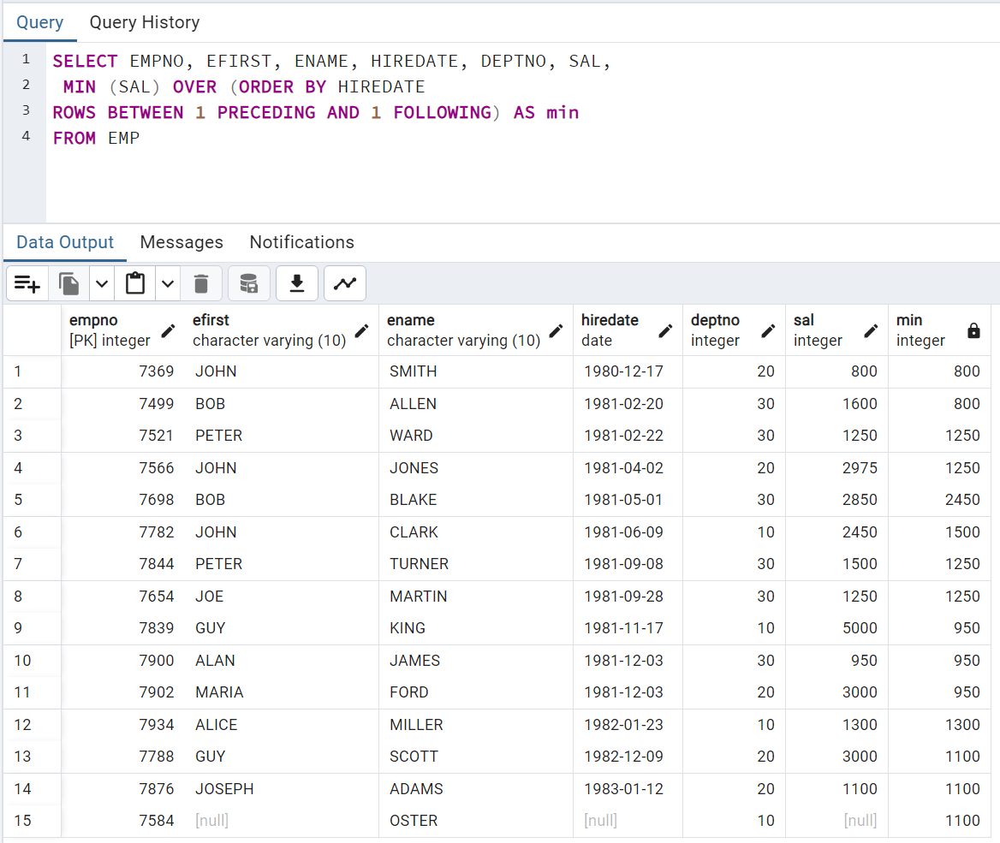 Query Query History
1 SELECT EMPNO, EFIRST, ENAME, HIREDATE, DEPTNO, SAL,
2 MIN (SAL) OVER (ORDER BY HIREDATE
3 ROWS BETWEEN 1 PRECEDING AND 1 FOLLOWING) AS min
4 FROM EMP
Data Output Messages Notifications
empno efirst ename hiredate deptno sal min
[PK] integer character varying (10) character varying (10) date integer integer integer
1 7369 JOHN SMITH 1980-12-17 20 800 800
2 7499 BOB ALLEN 1981-02-20 30 1600 800
3 7521 PETER WARD 1981-02-22 30 1250 1250
4 7566 JOHN JONES 1981-04-02 20 2975 1250
5 7698 BOB BLAKE 1981-05-01 30 2850 2450
6 7782 JOHN CLARK 1981-06-09 10 2450 1500
7 7844 PETER TURNER 1981-09-08 30 1500 1250
8 7654 JOE MARTIN 1981-09-28 30 1250 1250
9 7839 GUY KING 1981-11-17 10 5000 950
10 7900 ALAN JAMES 1981-12-03 30 950 950
11 7902 MARIA FORD 1981-12-03 20 3000 950
12 7934 ALICE MILLER 1982-01-23 10 1300 1300
13 7788 GUY SCOTT 1982-12-09 20 3000 1100
14 7876 JOSEPH ADAMS 1983-01-12 20 1100 1100
15 7584 [null] OSTER [null] 10 [null] 1100